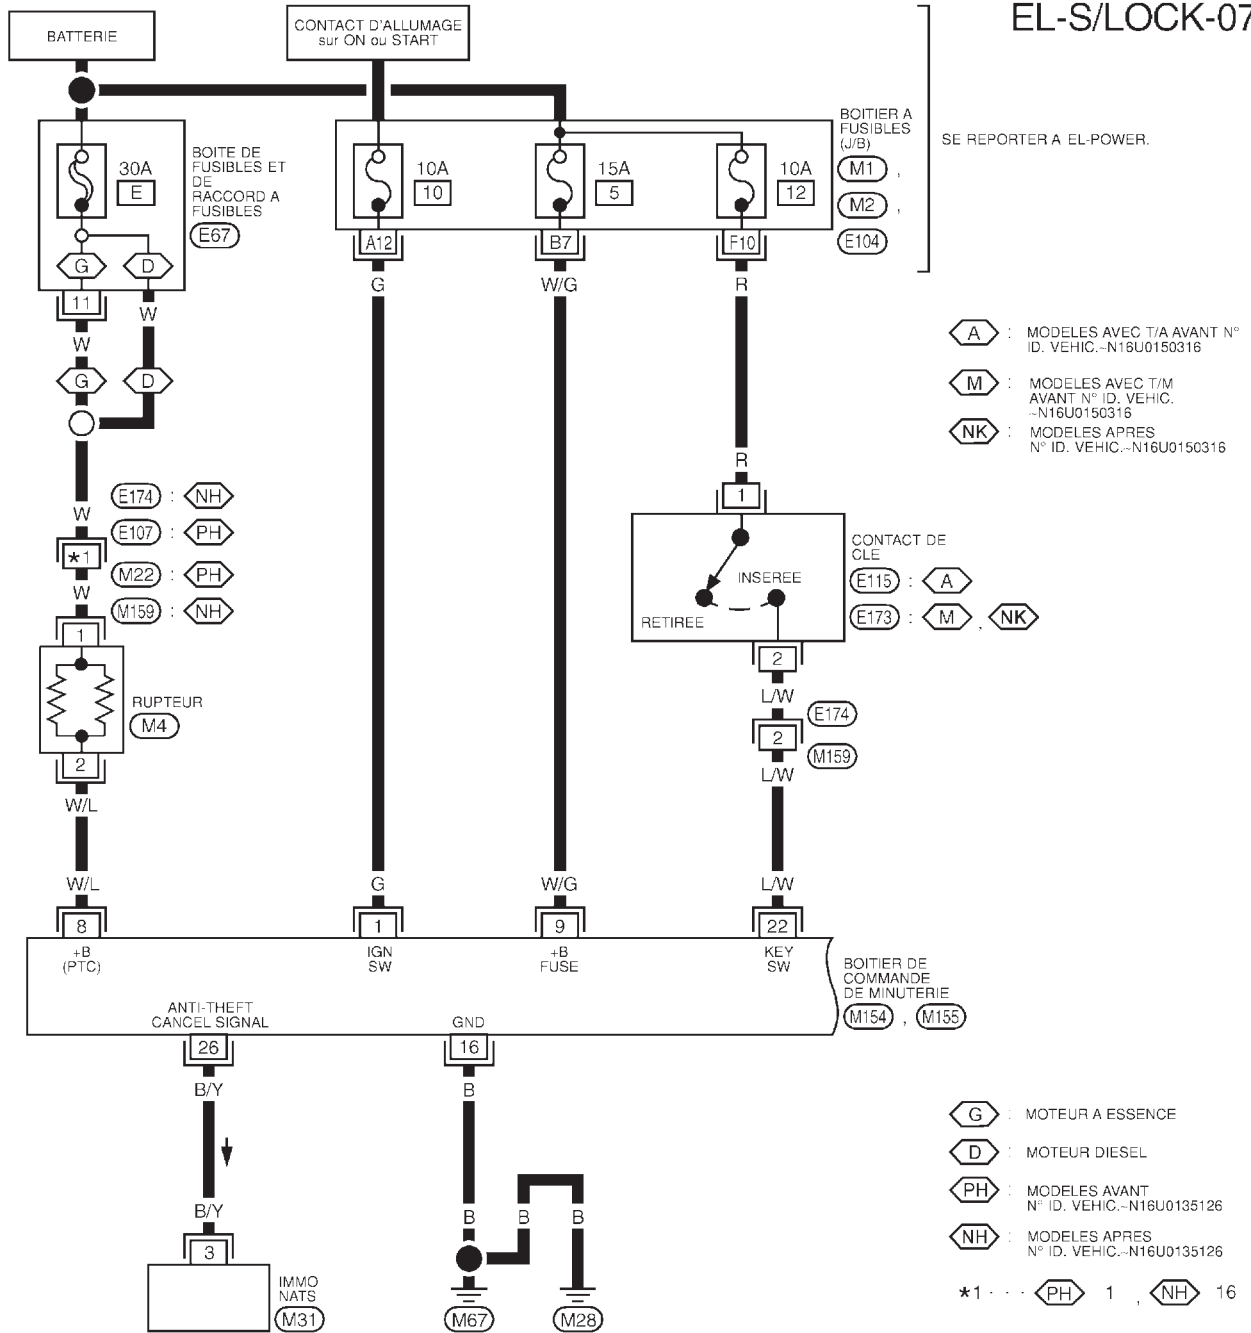 EL-S/LOCK-07
BATTERIE
CONTACT D'ALLUMAGE
sur ON ou START
BOITE DE
FUSIBLES ET
DE
RACCORD A
FUSIBLES
E67
30A
E
10A
10
15A
5
10A
12
BOITIER A
FUSIBLES
(J/B)
M1 ,
M2 ,
E104
SE REPORTER A EL-POWER.
G
D
11
A12
B7
F10
W
W
G
W/G
R
G
D
A : MODELES AVEC T/A AVANT N°
ID. VEHIC.~N16U0150316
M : MODELES AVEC T/M
AVANT N° ID. VEHIC.
~N16U0150316
NK : MODELES APRES
N° ID. VEHIC.~N16U0150316
W
E174 : NH
E107 : PH
*1
M22 : PH
W
M159 : NH
R
1
CONTACT DE
CLE
E115 : A
E173 : M , NK
INSEREE
RETIREE
2
L/W
E174
2
M159
L/W
1
RUPTEUR
M4
2
W/L
W/L
G
W/G
L/W
8
1
9
22
+B
(PTC)
IGN
SW
+B
FUSE
KEY
SW
BOITIER DE
COMMANDE
DE MINUTERIE
M154 , M155
ANTI-THEFT
CANCEL SIGNAL
GND
26
16
B/Y
B
B/Y
B
B
B
3
IMMO
NATS
M31
M67
M28
G : MOTEUR A ESSENCE
D : MOTEUR DIESEL
PH : MODELES AVANT
N° ID. VEHIC.~N16U0135126
NH : MODELES APRES
N° ID. VEHIC.~N16U0135126
*1 · · · PH 1 , NH 16